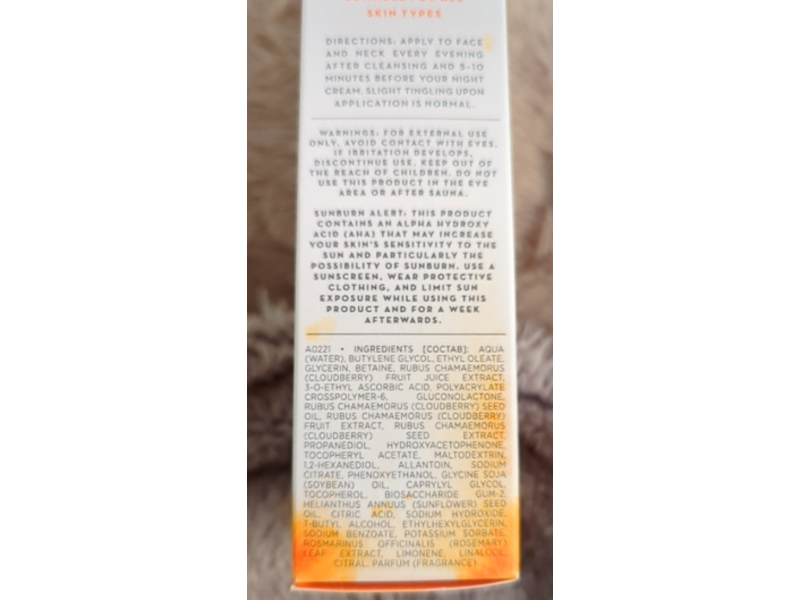 SKIN TYPES
DIRECTIONS: APPLY TO FACE
AND NECK EVERY EVENING
AFTER CLEANSING AND 5-10
MINUTES BEFORE YOUR NIGHT
CREAM. SLIGHT TINGLING UPON
APPLICATION IS NORMAL.
WARNINGS: FOR EXTERNAL USE
ONLY. AVOID CONTACT WITH EYES.
IF IRRITATION DEVELOPS,
DISCONTINUE USE. KEEP OUT OF
THE REACH OF CHILDREN. DO NOT
USE THIS PRODUCT IN THE EYE
AREA OR AFTER SAUNA.
SUNBURN ALERT: THIS PRODUCT
CONTAINS AN ALPHA HYDROXY
ACID (AHA) THAT MAY INCREASE
YOUR SKIN'S SENSITIVITY TO THE
SUN AND PARTICULARLY THE
POSSIBILITY OF SUNBURN. USE A
SUNSCREEN, WEAR PROTECTIVE
CLOTHING, AND LIMIT SUN
EXPOSURE WHILE USING THIS
PRODUCT AND FOR A WEEK
AFTERWARDS.
A0221 • INGREDIENTS [COCTAB]: AQUA
(WATER), BUTYLENE GLYCOL, ETHYL OLEATE,
GLYCERIN, BETAINE, RUBUS CHAMAEMORUS
(CLOUDBERRY) FRUIT JUICE EXTRACT,
3-O-ETHYL ASCORBIC ACID, POLYACRYLATE
CROSSPOLYMER-6, GLUCONOLACTONE,
RUBUS CHAMAEMORUS (CLOUDBERRY) SEED
OIL, RUBUS CHAMAEMORUS (CLOUDBERRY)
FRUIT EXTRACT, RUBUS CHAMAEMORUS
(CLOUDBERRY) SEED EXTRACT,
PROPANEDIOL, HYDROXYACETOPHENONE,
TOCOPHERYL ACETATE, MALTODEXTRIN,
1,2-HEXANEDIOL, ALLANTOIN, SODIUM
CITRATE, PHENOXYETHANOL, GLYCINE SOJA
(SOYBEAN) OIL, CAPRYLYL GLYCOL,
TOCOPHEROL, BIOSACCHARIDE GUM-2,
HELIANTHUS ANNUUS (SUNFLOWER) SEED
OIL, CITRIC ACID, SODIUM HYDROXIDE,
T-BUTYL ALCOHOL, ETHYLHEXYLGLYCERIN,
SODIUM BENZOATE, POTASSIUM SORBATE,
ROSMARINUS OFFICINALIS (ROSEMARY)
LEAF EXTRACT, LIMONENE, LINALOOL,
CITRAL, PARFUM (FRAGRANCE)